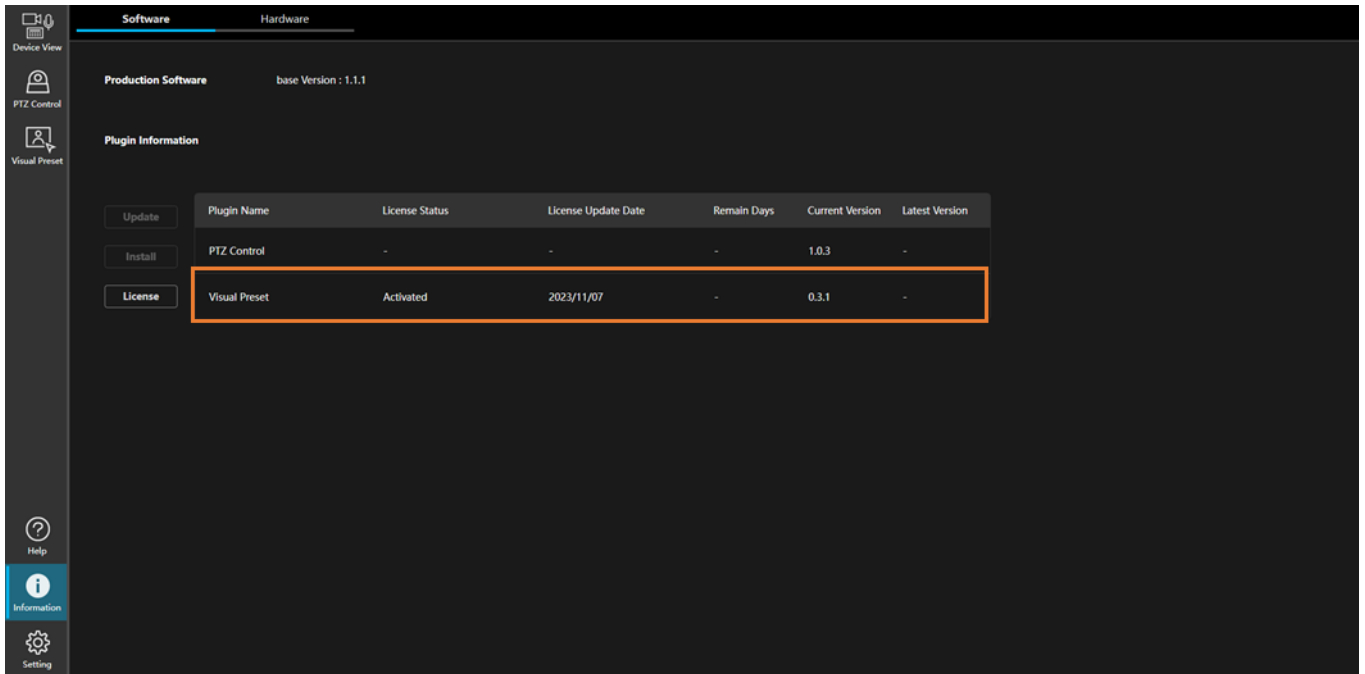 Software Hardware
Device View
Production Software base Version : 1.1.1
PTZ Control
Plugin Information
Visual Preset
Update
Install
License
Plugin Name License Status License Update Date Remain Days Current Version Latest Version
PTZ Control - - - 1.0.3 -
Visual Preset Activated 2023/11/07 - 0.3.1 -
Help
Information
Setting